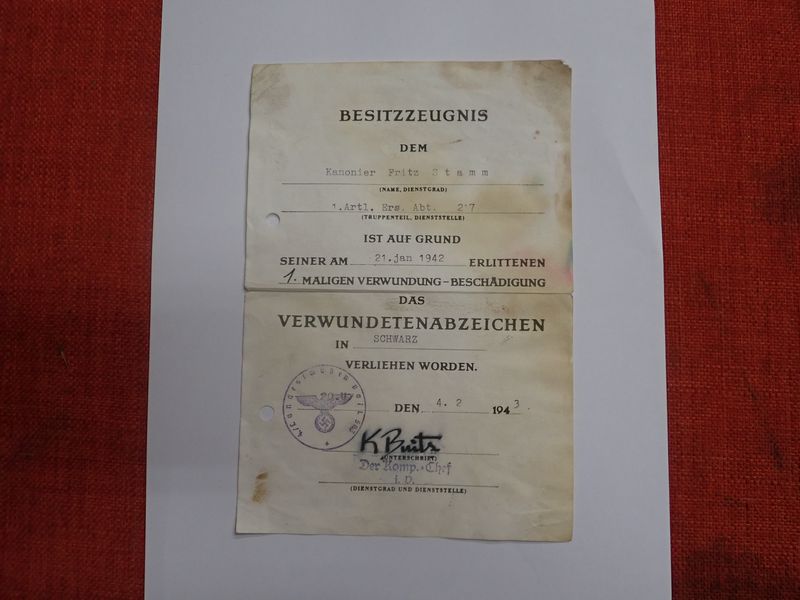 BESITZZEUGNIS
DEM
Kanonier Fritz Stamm
(NAME, DIENSTGRAD)
1.Artl. Ers. Abt.
(TRUPPENTEIL, DIENSTSTELLE)
IST AUF GRUND
SEINER AM 21.jan 1942 ERLITTENEN
1. MALIGEN VERWUNDUNG-BESCHÄDIGUNG
DAS
VERWUNDETENABZEICHEN
IN SCHWARZ
VERLIEHEN WORDEN.
DEN 4. 2 1943.
(UNTERSCHRIFT)
Der Komp.-Chef
(DIENSTGRAD UND DIENSTSTELLE)